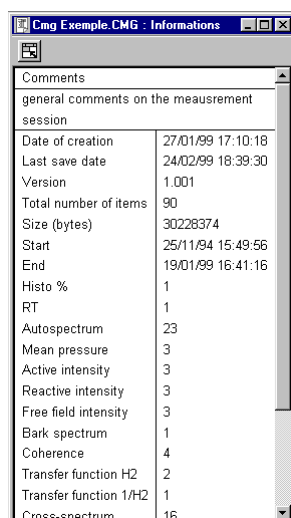 Cmg Exemple.CMG : Informations
Comments
general comments on the meausrement
session
Date of creation 27/01/99 17:10:18
Last save date 24/02/99 18:39:30
Version 1.001
Total number of items 90
Size (bytes) 30228374
Start 25/11/94 15:49:56
End 19/01/99 16:41:16
Histo % 1
RT 1
Autospectrum 23
Mean pressure 3
Active intensity 3
Reactive intensity 3
Free field intensity 3
Bark spectrum 1
Coherence 4
Transfer function H2 2
Transfer function 1/H2 1
Cross-spectrum 16